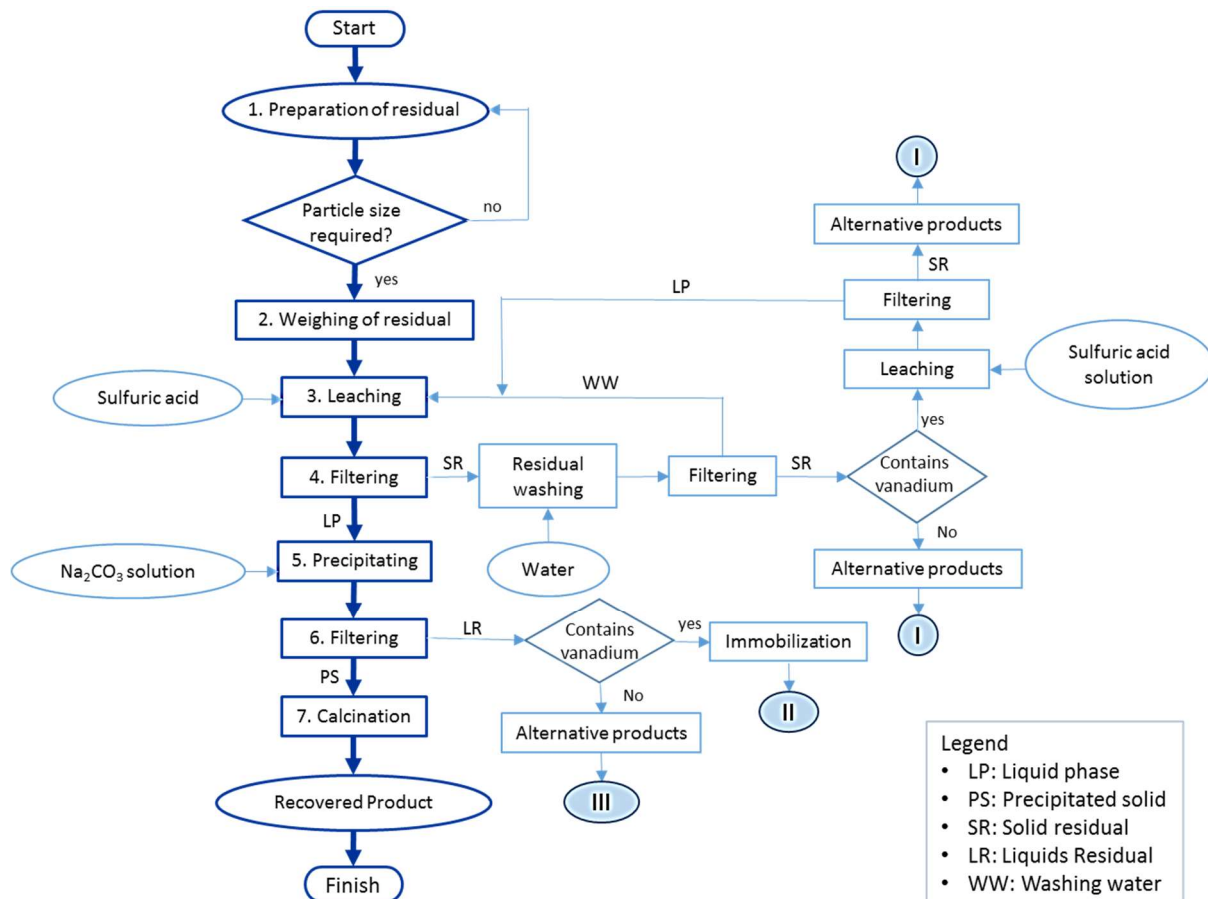 Start
1. Preparation of residual
Particle size
required?
no
yes
2. Weighing of residual
Sulfuric acid
3. Leaching
4. Filtering
SR
Residual
washing
Water
Filtering
WW
SR
Contains
vanadium
yes
Leaching
Sulfuric acid
solution
Filtering
LP
SR
Alternative products
I
No
Alternative products
I
LP
Na₂CO₃ solution
5. Precipitating
6. Filtering
LR
Contains
vanadium
yes
Immobilization
II
No
Alternative products
III
PS
7. Calcination
Recovered Product
Finish
Legend
• LP: Liquid phase
• PS: Precipitated solid
• SR: Solid residual
• LR: Liquids Residual
• WW: Washing water